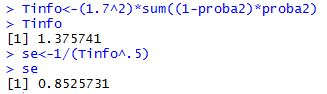 > Tinfo<-(1.7^2)*sum((1-proba2)*proba2)
> Tinfo
[1] 1.375741
> se<-1/(Tinfo^.5)
> se
[1] 0.8525731